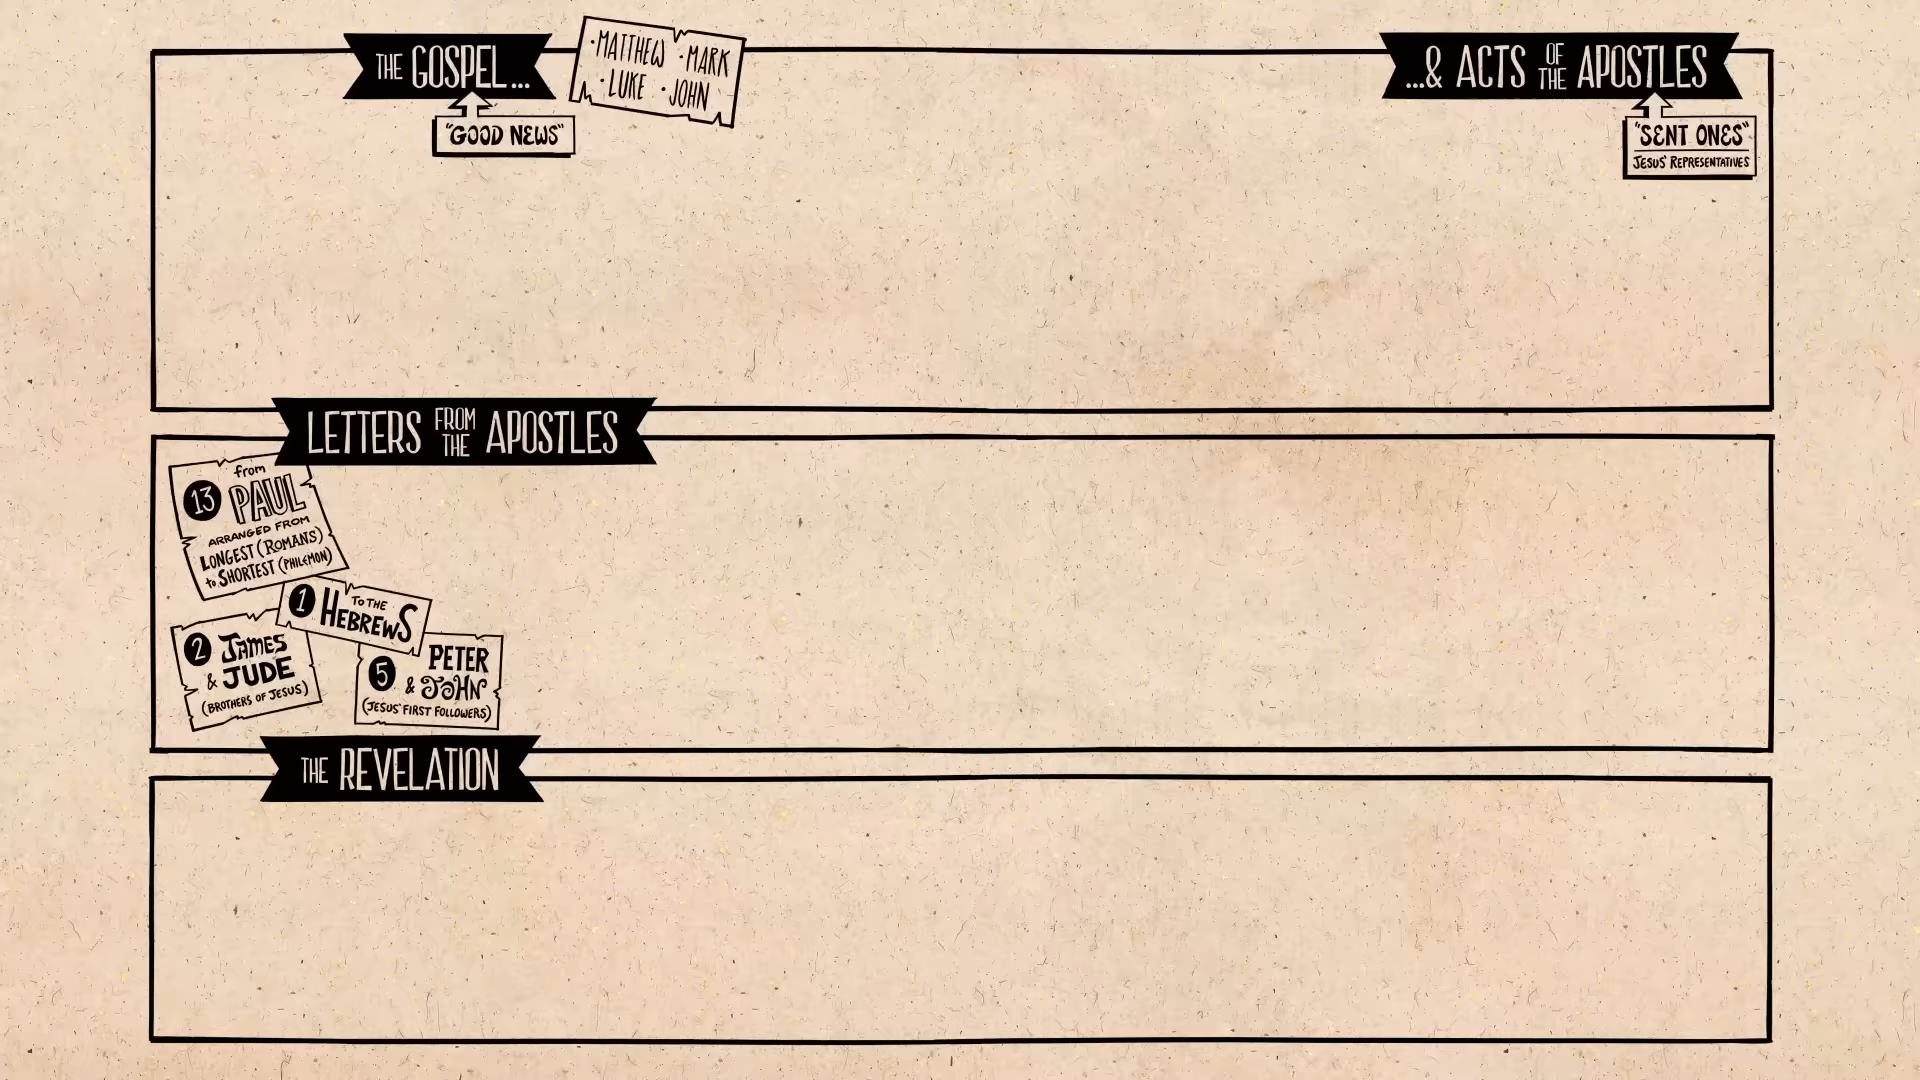 THE GOSPEL...
·MATTHEW ·MARK
·LUKE ·JOHN
"GOOD NEWS"
...& ACTS OF THE APOSTLES
"SENT ONES"
JESUS' REPRESENTATIVES
LETTERS FROM THE APOSTLES
13 from PAUL
ARRANGED FROM
LONGEST (ROMANS)
to SHORTEST (PHILEMON)
1 TO THE
HEBREWS
2 JAMES
& JUDE
(BROTHERS OF JESUS)
5 PETER
& JOHN
(JESUS' FIRST FOLLOWERS)
THE REVELATION